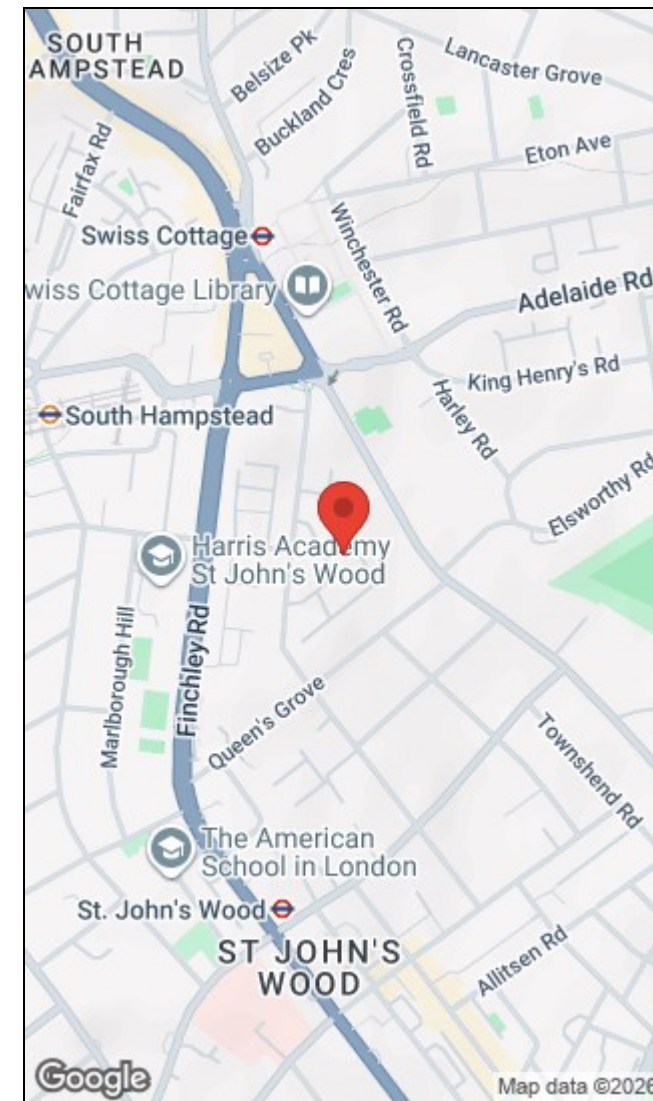 SOUTH
AMPSTEAD
Belsize Pk
Buckland Cres
Crossfield Rd
Lancaster Grove
Eton Ave
Fairfax Rd
Swiss Cottage
Winchester Rd
wiss Cottage Library
Adelaide Rd
King Henry's Rd
South Hampstead
Harley Rd
Elsworthy Rd
Harris Academy
St John's Wood
Marlborough Hill
Finchley Rd
Queen's Grove
Townshend Rd
The American
School in London
St. John's Wood
ST JOHN'S
WOOD
Allitsen Rd
Google
Map data ©2026